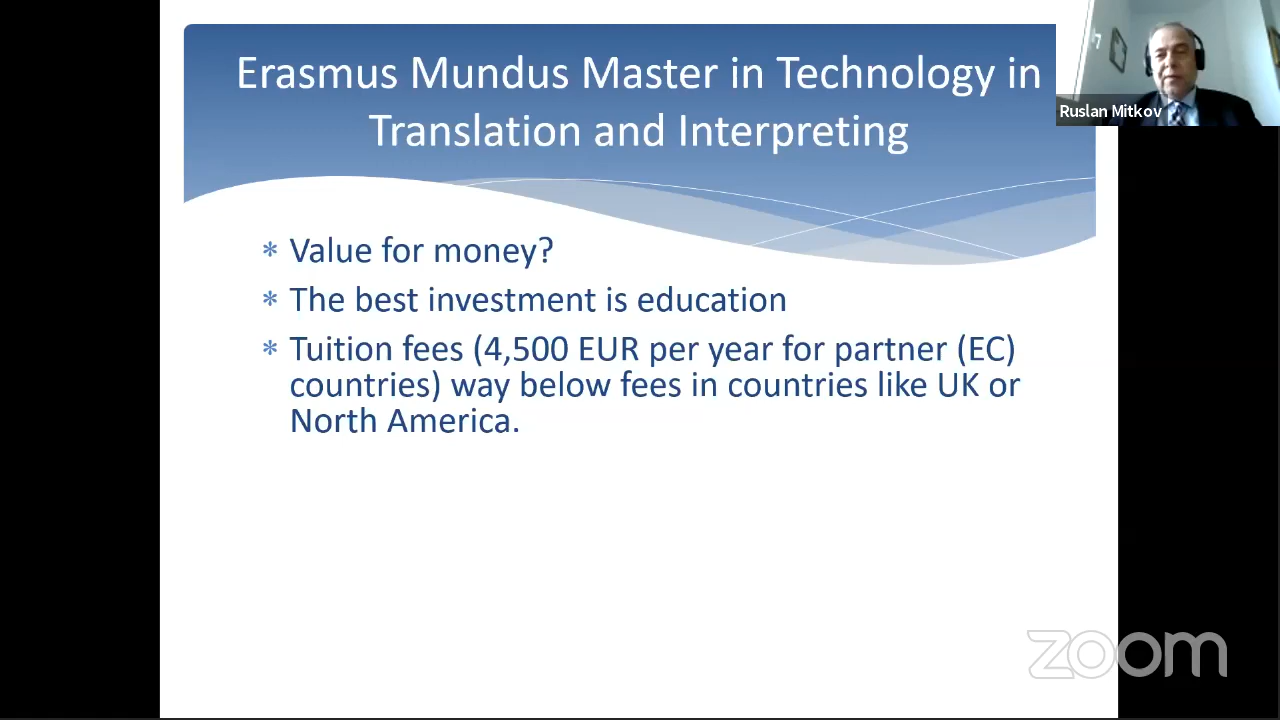 Erasmus Mundus Master in Technology in
Translation and Interpreting
Ruslan Mitkov
* Value for money?
* The best investment is education
* Tuition fees (4,500 EUR per year for partner (EC)
countries) way below fees in countries like UK or
North America.
zoom